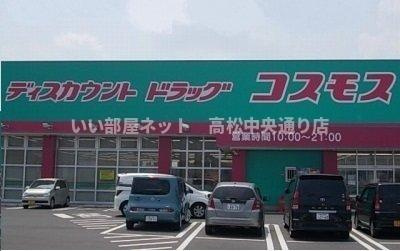 ディスカウント ドラッグ コスモス
いい部屋ネット 高松中央通り店
営業時間10:00～21:00